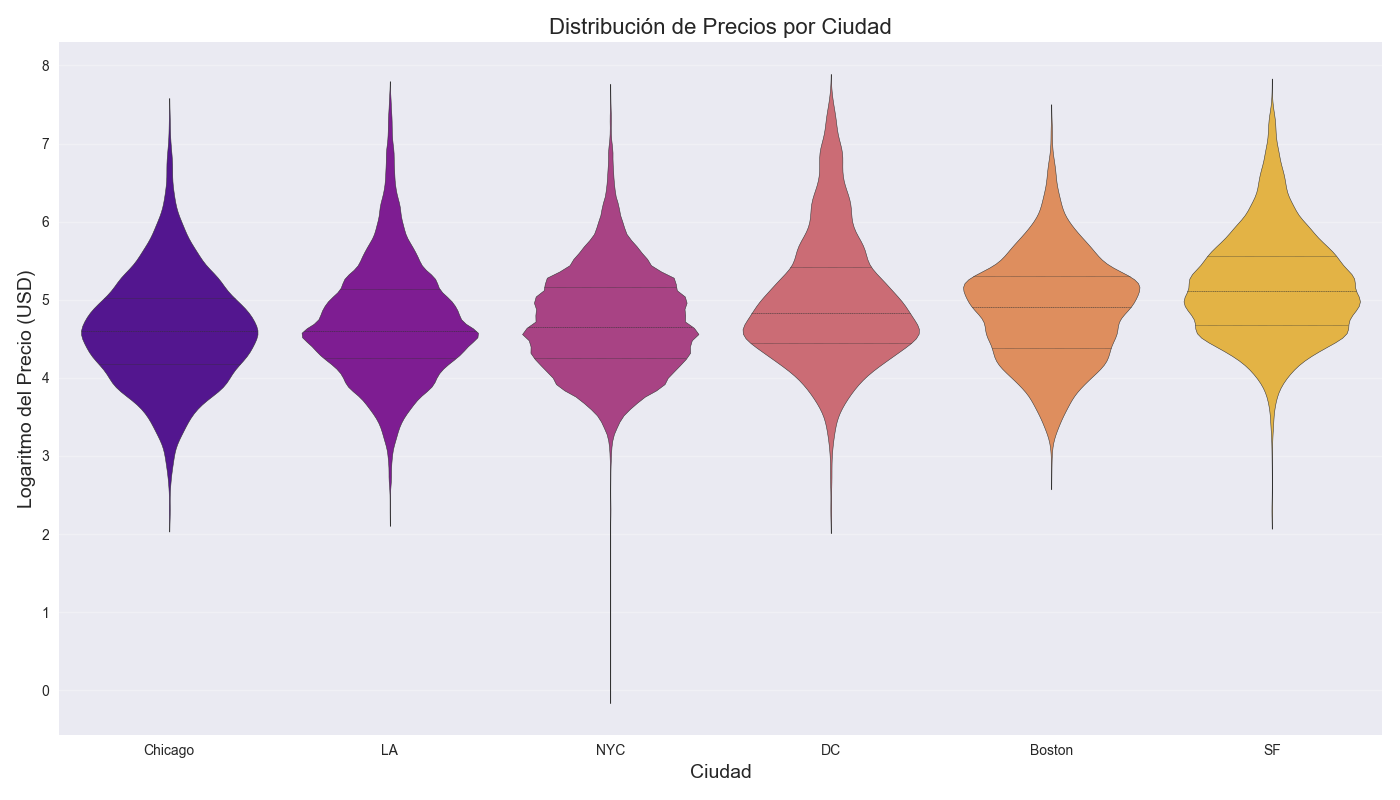 Distribución de Precios por Ciudad
Logaritmo del Precio (USD)
8
7
6
5
4
3
2
1
0
Chicago LA NYC DC Boston SF
Ciudad